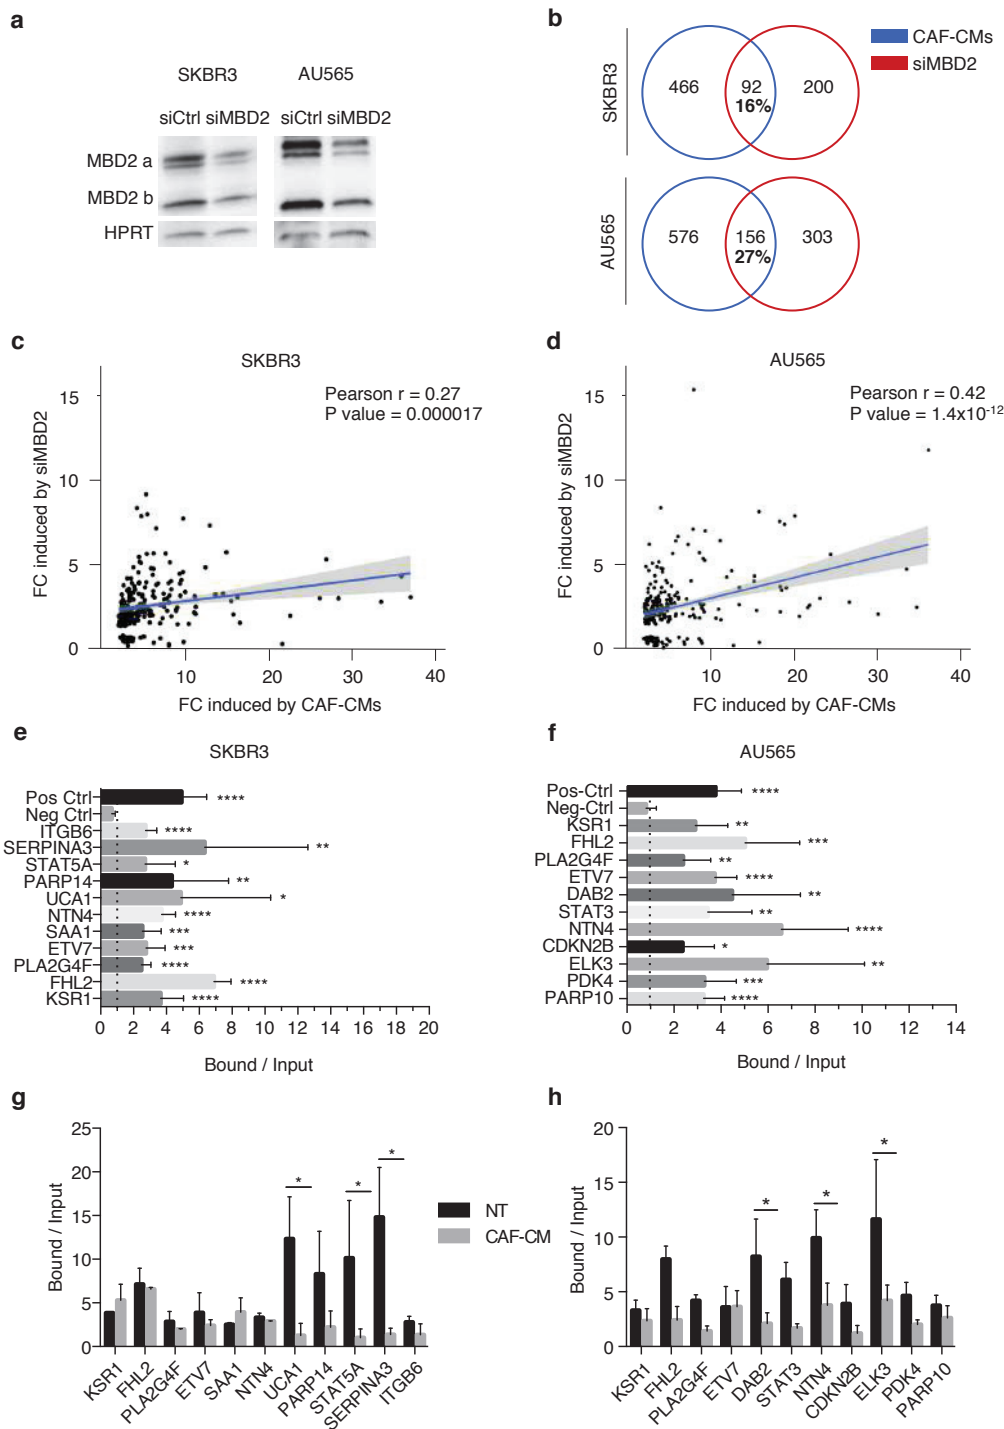 a
SKBR3 AU565
siCtrl siMBD2 siCtrl siMBD2
MBD2 a
MBD2 b
HPRT
b
CAF-CMs
siMBD2
SKBR3
466 92 200
16%
AU565
576 156 303
27%
c
SKBR3
Pearson r = 0.27
P value = 0.000017
FC induced by siMBD2
15
10
5
0
10 20 30 40
FC induced by CAF-CMs
d
AU565
Pearson r = 0.42
P value = 1.4x10-12
FC induced by siMBD2
15
10
5
0
10 20 30 40
FC induced by CAF-CMs
e
SKBR3
Pos Ctrl ****
Neg Ctrl
ITGB6 ****
SERPINA3 **
STAT5A *
PARP14 **
UCA1 *
NTN4 ****
SAA1 ***
ETV7 ***
PLA2G4F ****
FHL2 ****
KSR1 ****
0 2 4 6 8 10 12 14 16 18 20
Bound / Input
f
AU565
Pos-Ctrl ****
Neg-Ctrl
KSR1 **
FHL2 ***
PLA2G4F **
ETV7 ****
DAB2 **
STAT3 **
NTN4 ****
CDKN2B *
ELK3 **
PDK4 ***
PARP10 ****
0 2 4 6 8 10 12 14
Bound / Input
g
Bound / Input
25
20
15
10
5
0
* * *
KSR1 FHL2 PLA2G4F ETV7 SAA1 NTN4 UCA1 PARP14 STAT5A SERPINA3 ITGB6
NT
CAF-CM
h
Bound / Input
20
15
10
5
0
* * *
KSR1 FHL2 PLA2G4F ETV7 DAB2 STAT3 NTN4 CDKN2B ELK3 PDK4 PARP10